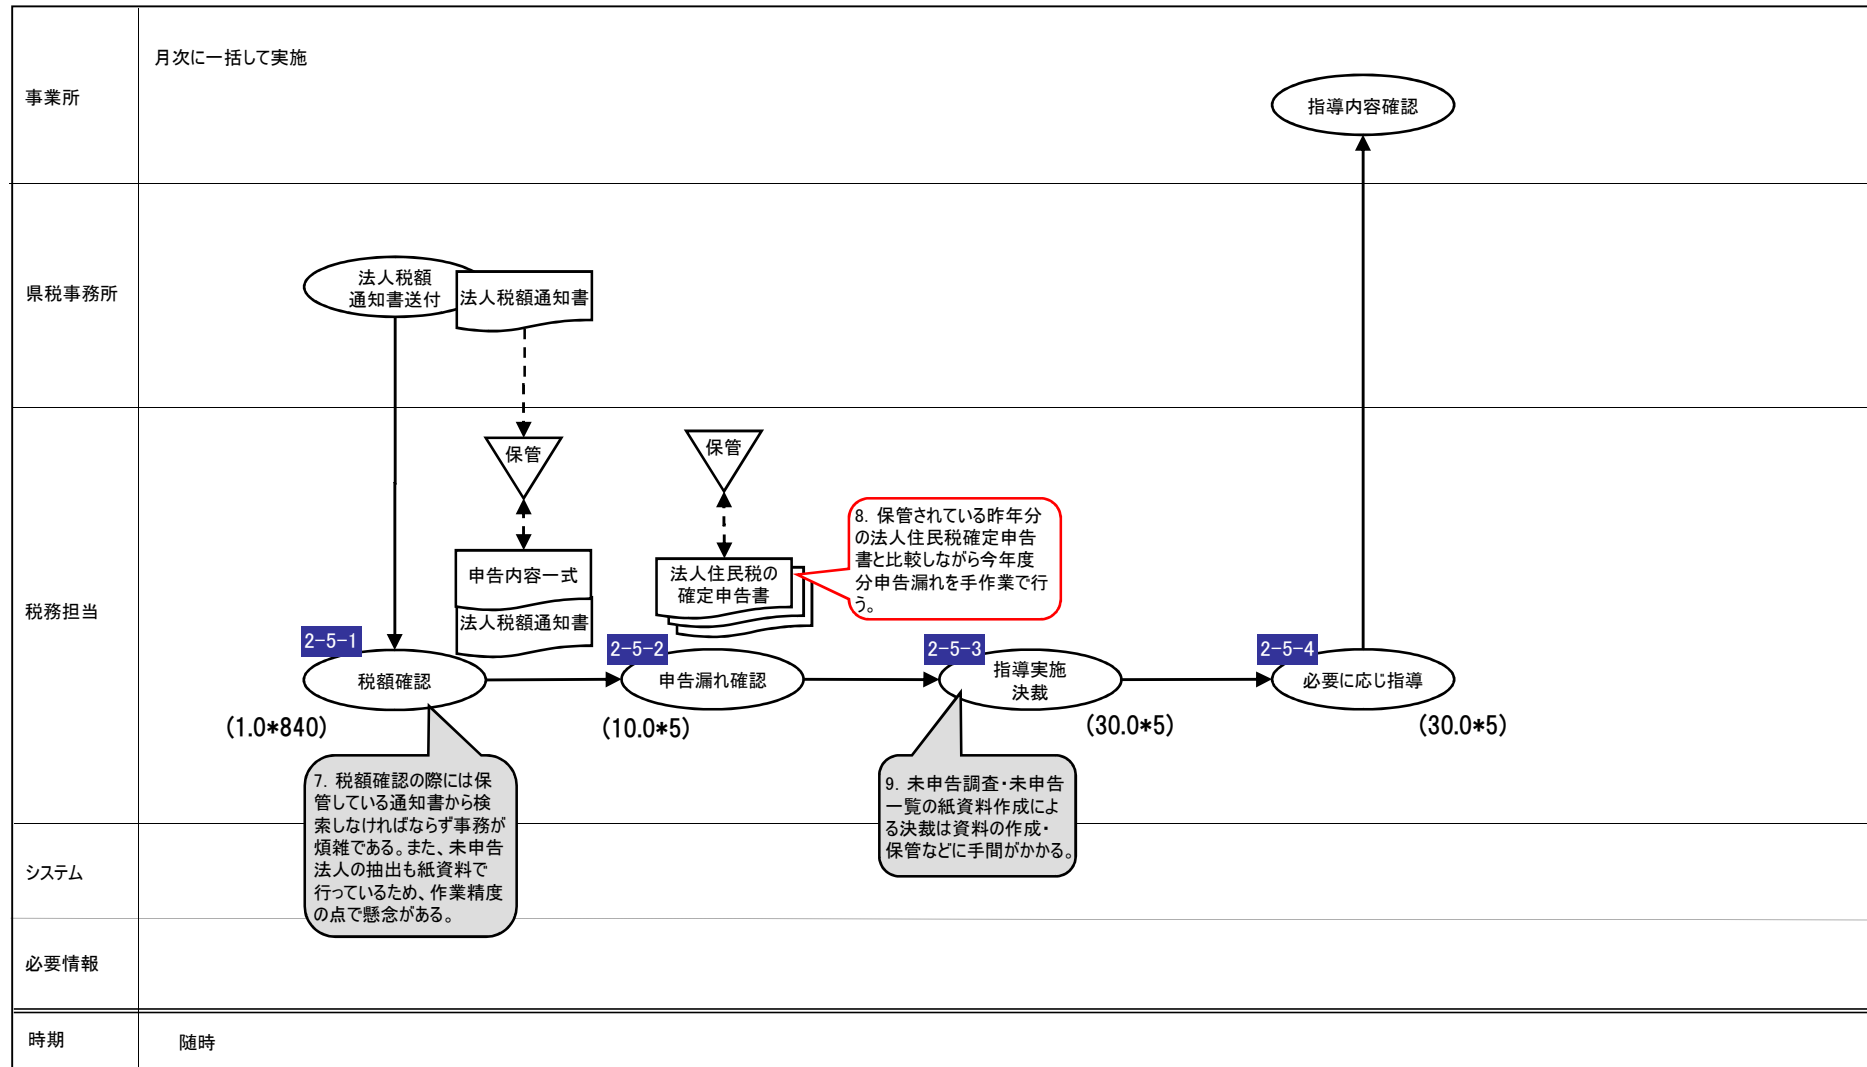 事業所
月次に一括して実施
指導内容確認
県税事務所
法人税額
通知書送付
法人税額通知書
税務担当
保管
保管
申告内容一式
法人税額通知書
法人住民税の
確定申告書
8. 保管されている昨年分
の法人住民税確定申告
書と比較しながら今年度
分申告漏れを手作業で行
う。
2-5-1
税額確認
(1.0*840)
2-5-2
申告漏れ確認
(10.0*5)
2-5-3
指導実施
決裁
(30.0*5)
2-5-4
必要に応じ指導
(30.0*5)
7. 税額確認の際には保
管している通知書から検
索しなければならず事務が
煩雑である。また、未申告
法人の抽出も紙資料で
行っているため、作業精度
の点で懸念がある。
9. 未申告調査・未申告
一覧の紙資料作成によ
る決裁は資料の作成・
保管などに手間がかかる。
システム
必要情報
時期
随時